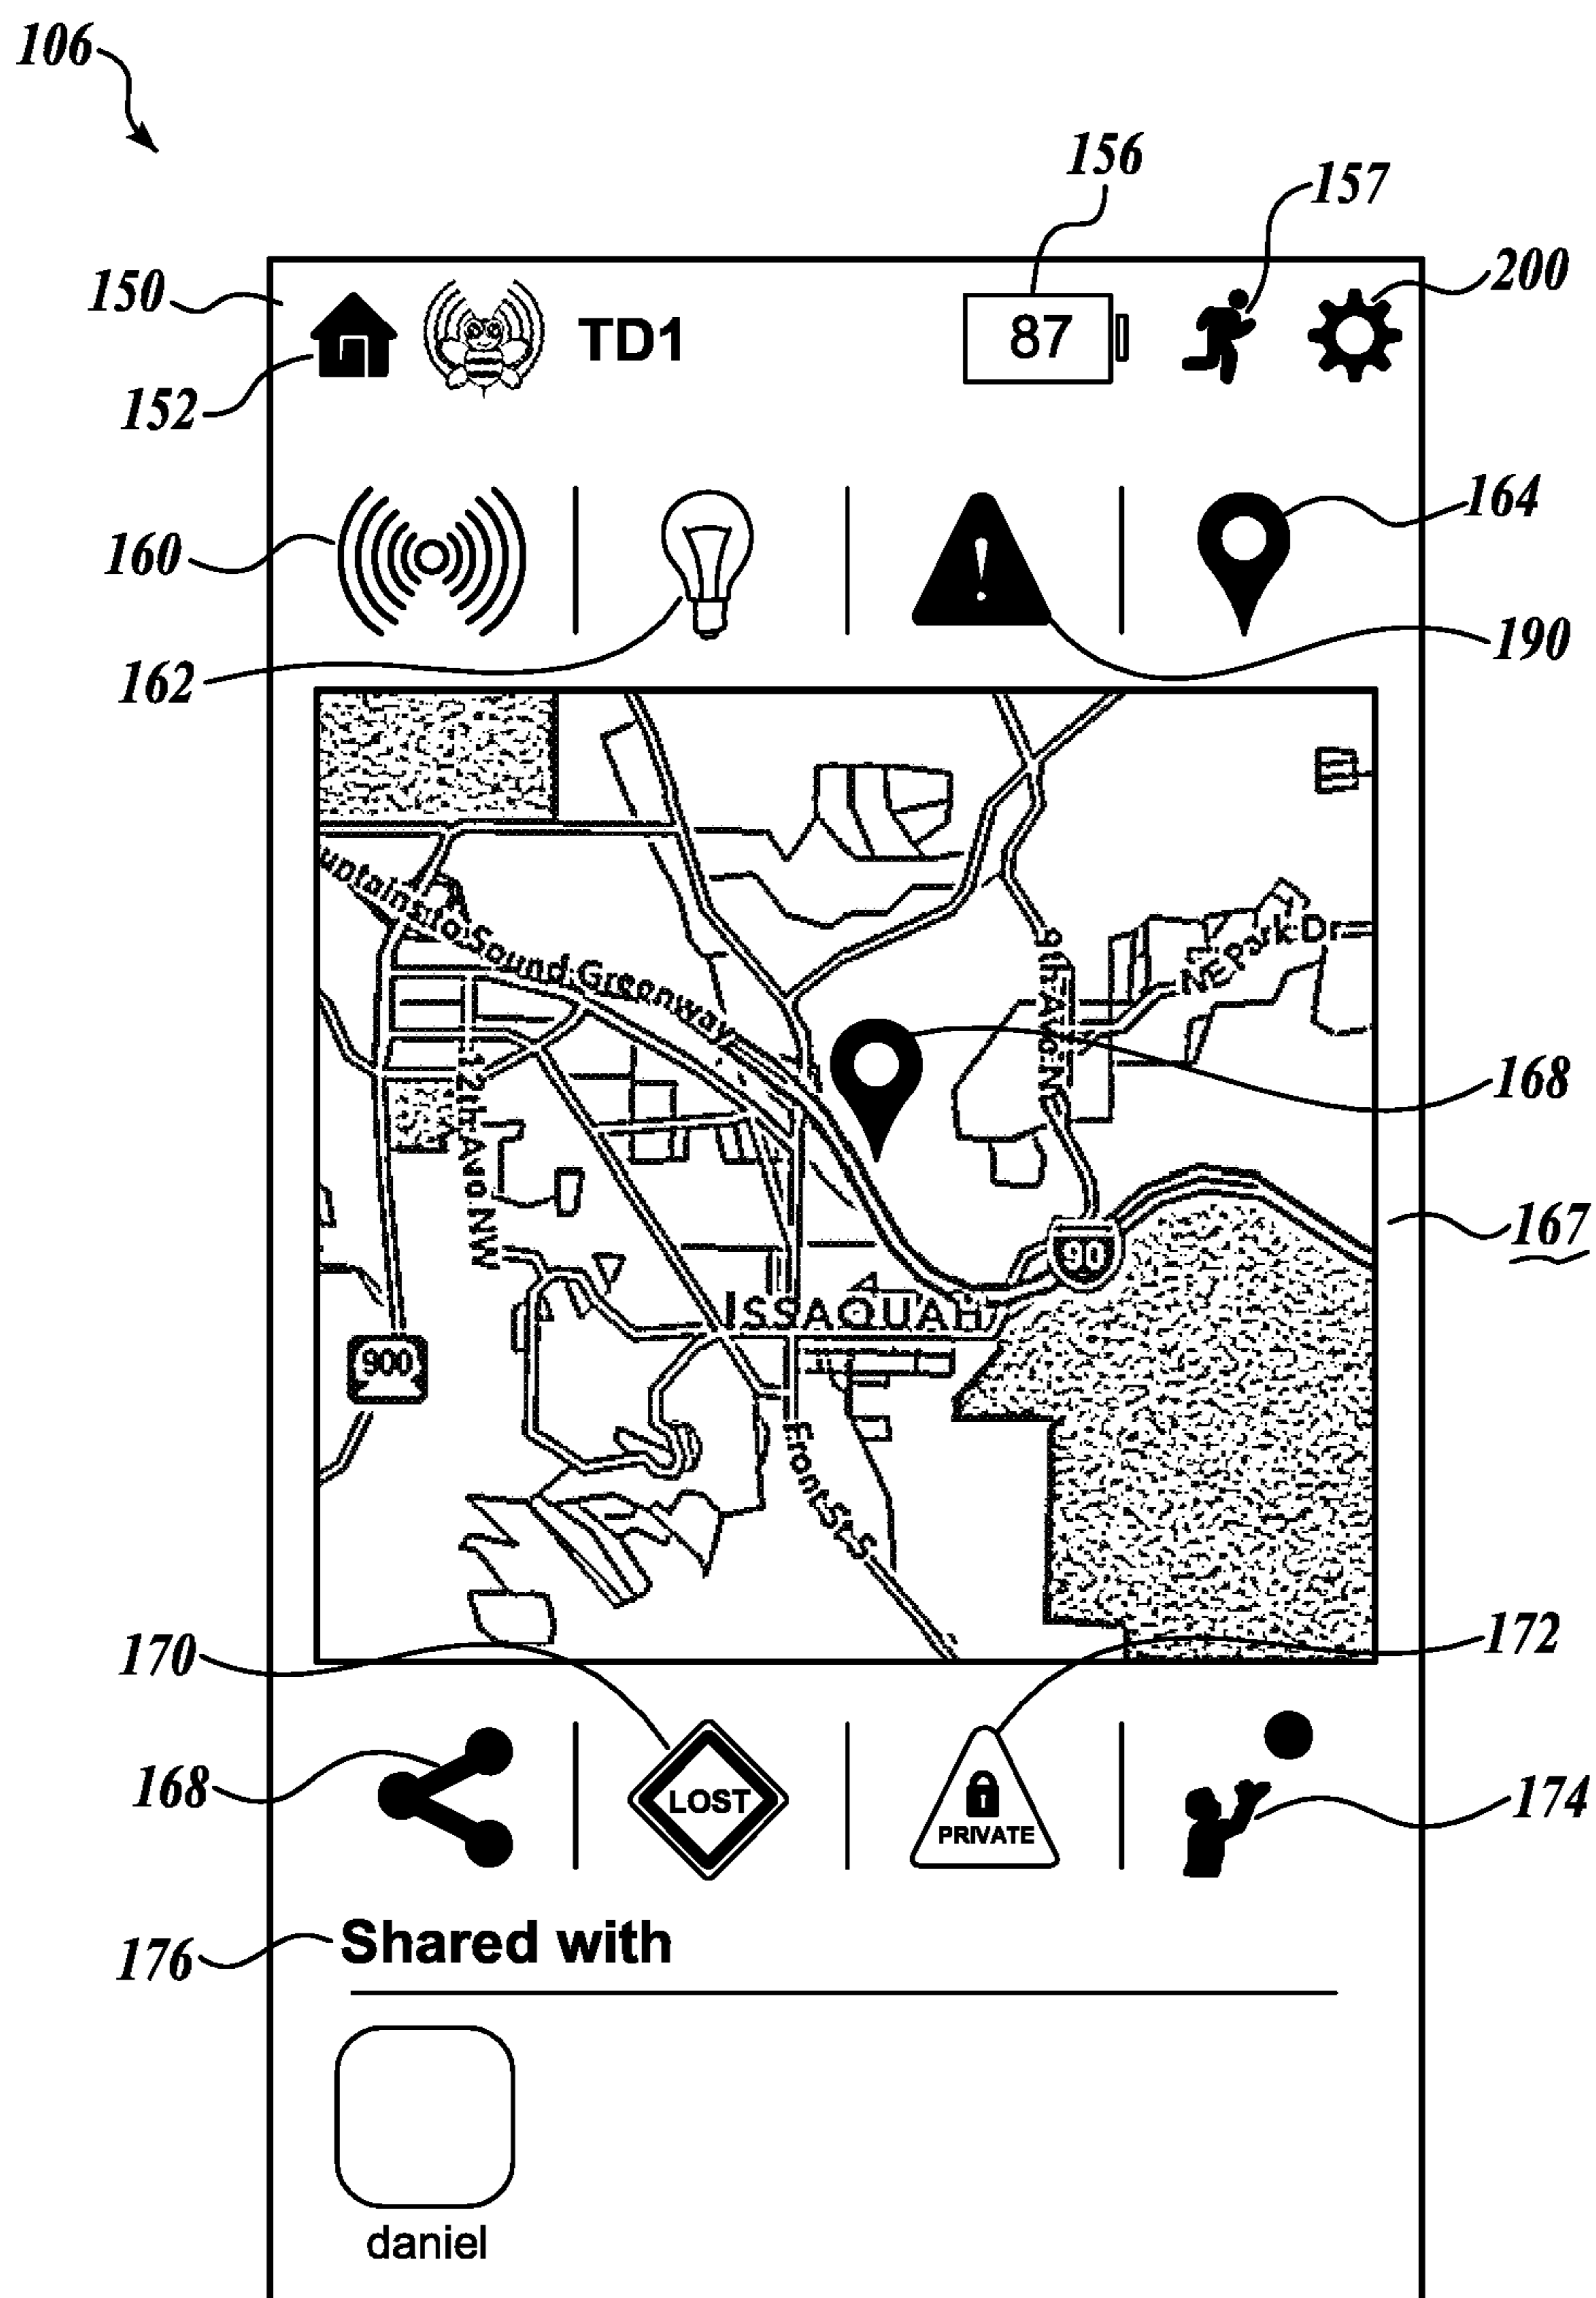 106
156
157
150
200
TD1
87
152
160
164
162
190
untains to Sound Greenway
9th Ave NE
NE Park Dr
168
12th Ave NW
167
90
ISSAQUAH
900
Front St S
170
172
168
LOST
PRIVATE
174
176
Shared with
daniel